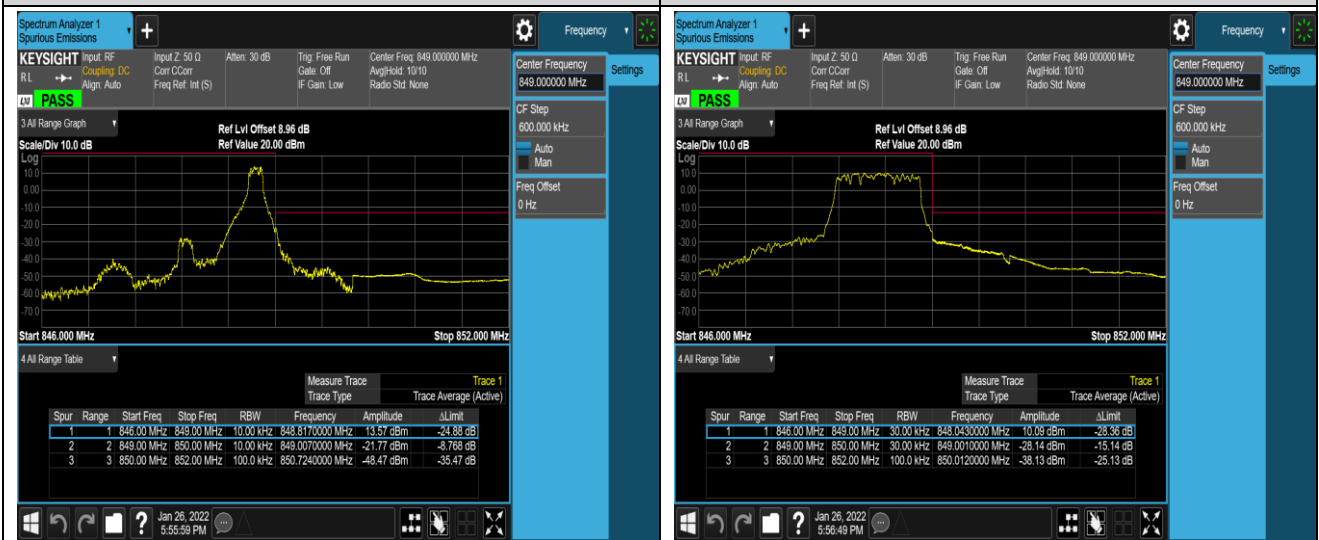 Spectrum Analyzer 1
Spurious Emissions
+
Frequency
KEYSIGHT Input: RF Input Z: 50 Ω Atten: 30 dB Trig: Free Run Center Freq: 849.000000 MHz
Coupling: DC Corr CCorr Gate: Off Avg|Hold: 10/10
RL Align: Auto Freq Ref: Int (S) IF Gain: Low Radio Std: None
LXI PASS
Center Frequency
849.000000 MHz
Settings
CF Step
600.000 kHz
Auto
Man
Freq Offset
0 Hz
3 All Range Graph
Ref Lvl Offset 8.96 dB
Scale/Div 10.0 dB Ref Value 20.00 dBm
Log
10.0
0.00
-10.0
-20.0
-30.0
-40.0
-50.0
-60.0
-70.0
Start 846.000 MHz Stop 852.000 MHz
4 All Range Table
Measure Trace Trace 1
Trace Type Trace Average (Active)
Spur Range Start Freq Stop Freq RBW Frequency Amplitude ΔLimit
1 1 846.00 MHz 849.00 MHz 10.00 kHz 848.8170000 MHz 13.57 dBm -24.88 dB
2 2 849.00 MHz 850.00 MHz 10.00 kHz 849.0070000 MHz -21.77 dBm -8.768 dB
3 3 850.00 MHz 852.00 MHz 100.0 kHz 850.7240000 MHz -48.47 dBm -35.47 dB
?
Jan 26, 2022
5:55:59 PM
Spectrum Analyzer 1
Spurious Emissions
+
Frequency
KEYSIGHT Input: RF Input Z: 50 Ω Atten: 30 dB Trig: Free Run Center Freq: 849.000000 MHz
Coupling: DC Corr CCorr Gate: Off Avg|Hold: 10/10
RL Align: Auto Freq Ref: Int (S) IF Gain: Low Radio Std: None
LXI PASS
Center Frequency
849.000000 MHz
Settings
CF Step
600.000 kHz
Auto
Man
Freq Offset
0 Hz
3 All Range Graph
Ref Lvl Offset 8.96 dB
Scale/Div 10.0 dB Ref Value 20.00 dBm
Log
10.0
0.00
-10.0
-20.0
-30.0
-40.0
-50.0
-60.0
-70.0
Start 846.000 MHz Stop 852.000 MHz
4 All Range Table
Measure Trace Trace 1
Trace Type Trace Average (Active)
Spur Range Start Freq Stop Freq RBW Frequency Amplitude ΔLimit
1 1 846.00 MHz 849.00 MHz 30.00 kHz 848.0430000 MHz 10.09 dBm -28.36 dB
2 2 849.00 MHz 850.00 MHz 30.00 kHz 849.0010000 MHz -28.14 dBm -15.14 dB
3 3 850.00 MHz 852.00 MHz 100.0 kHz 850.0120000 MHz -38.13 dBm -25.13 dB
?
Jan 26, 2022
5:56:49 PM